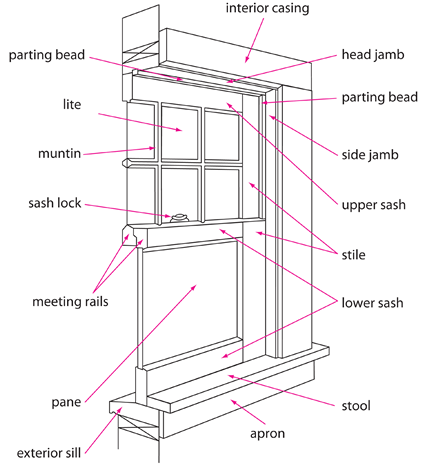 interior casing
parting bead
head jamb
parting bead
lite
side jamb
muntin
upper sash
sash lock
stile
meeting rails
lower sash
pane
stool
apron
exterior sill